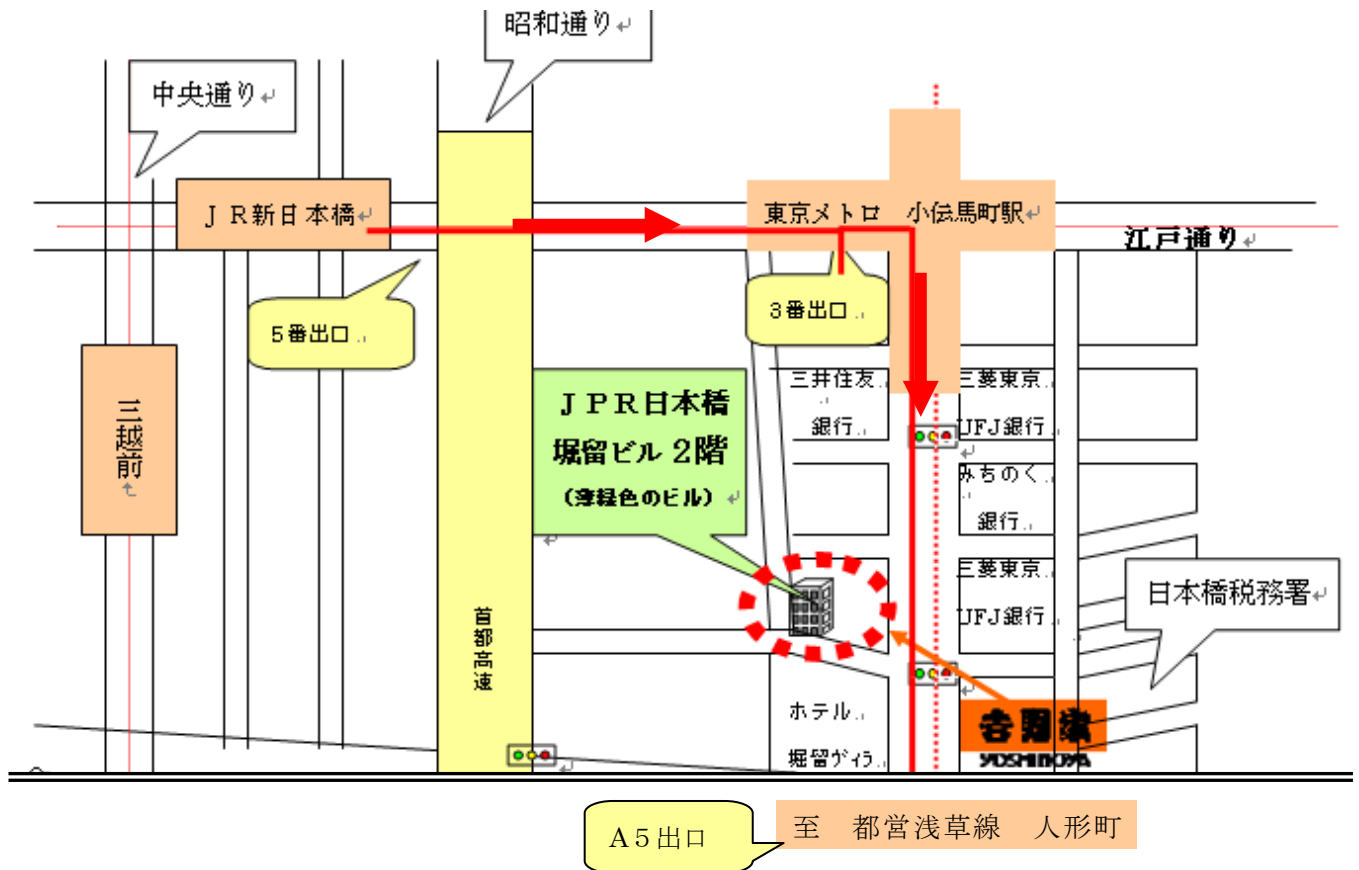 昭和通り
中央通り
JR新日本橋
東京メトロ 小伝馬町駅
江戸通り
5番出口
3番出口
三越前
JPR日本橋
堀留ビル 2階
(薄緑色のビル)
三井住友
銀行
三菱東京
UFJ銀行
みちのく
銀行
三菱東京
UFJ銀行
日本橋税務署
首都高速
ホテル
堀留ヴィラ
吉野家
YOSHINOYA
A5出口
至 都営浅草線 人形町